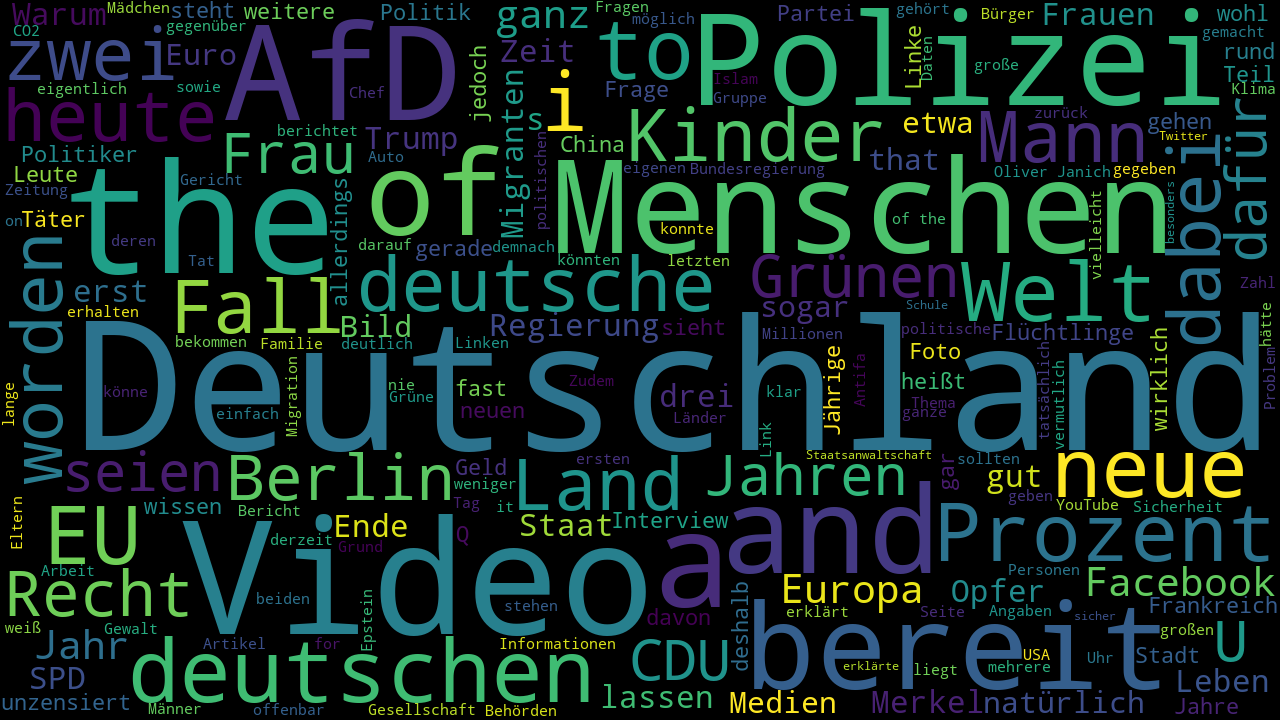 Warum
Mädchen
steht
weitere
Politik
ganz
Fragen
möglich
Partei
gehört
Bürger
Frauen
wohl
CO2
gegenüber
zwei
Euro
AfD
Zeit
to
Polizei
Linke
Daten
große
gemacht
rund
Teil
Klima
eigentlich
sowie
Chef
jedoch
Frage
Islam
Gruppe
heute
berichtet
Trump
s
i
Migranten
China
Kinder
etwa
Mann
zurück
gehen
Twitter
dafür
Politiker
Frau
Auto
politischen
that
dabei
Leute
Zeitung
Gericht
of
eigenen
Bundesregierung
Oliver Janich
gegeben
besonders
on
Täter
the
allerdings
Menschen
of the
konnte
vielleicht
deren
Tat
darauf
gerade
demnach
könnten
letzten
worden
erst
deutsche
Grünen
Welt
Zahl
erhalten
Fall
Bild
Regierung
sieht
sogar
Schule
Millionen
politische
Flüchtlinge
hätte
bekommen
Familie
deutlich
Linken
Foto
Jährige
wirklich
Problem
lange
könne
Deutschland
Migration
nie
Grüne
fast
Zudem
drei
klar
Antifa
heißt
Thema
ganze
tatsächlich
vermutlich
einfach
neuen
Länder
Link
seien
Berlin
Geld
weniger
ersten
Staatsanwaltschaft
Land
Jahren
gar
sollten
gut
neue
Eltern
wissen
Bericht
Tag
it
geben
YouTube
Sicherheit
EU
derzeit
Ende
Grund
Q
Staat
Interview
and
Prozent
Arbeit
Video
a
Personen
Recht
beiden
stehen
Europa
Opfer
Facebook
weiß
Gewalt
Epstein
davon
deshalb
erklärt
Seite
Angaben
Frankreich
sicher
Jahr
Artikel
for
Informationen
CDU
bereit
großen
U
SPD
deutschen
erklärte
liegt
USA
mehrere
Uhr
Stadt
Leben
unzensiert
Männer
offenbar
Gesellschaft
Behörden
lassen
Medien
Merkel
natürlich
Jahre